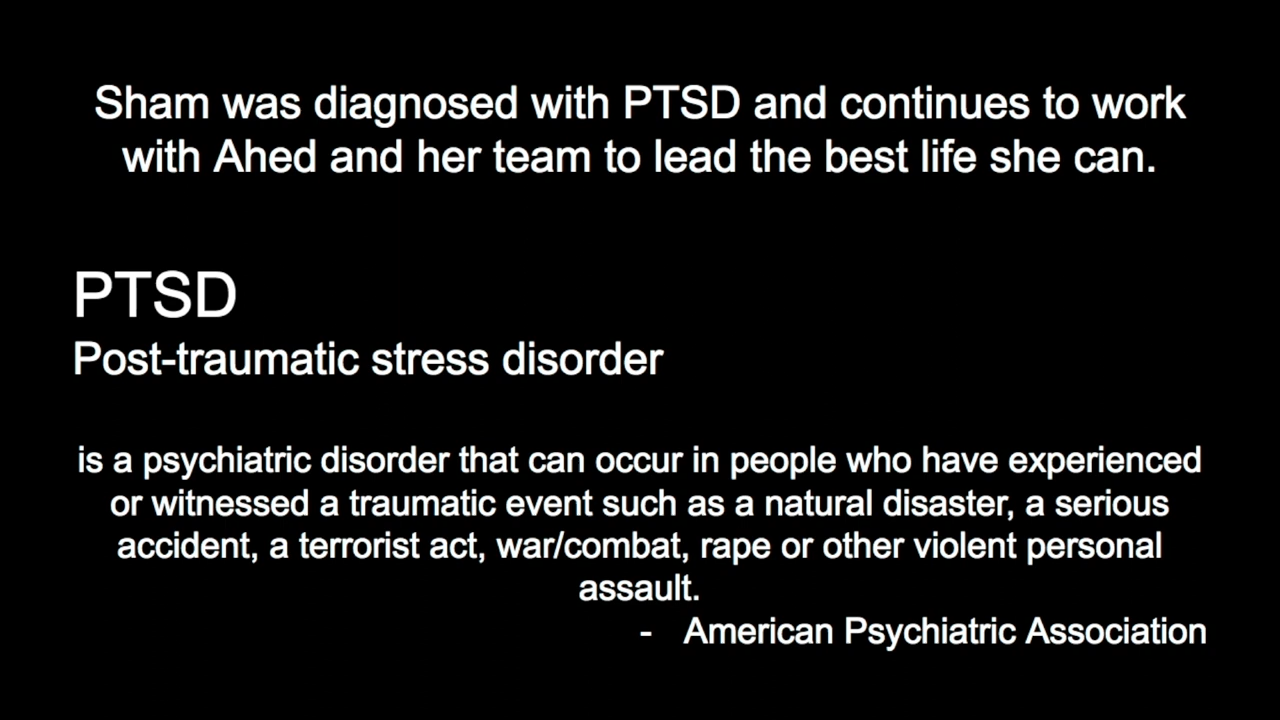 Sham was diagnosed with PTSD and continues to work
with Ahed and her team to lead the best life she can.
PTSD
Post-traumatic stress disorder
is a psychiatric disorder that can occur in people who have experienced
or witnessed a traumatic event such as a natural disaster, a serious
accident, a terrorist act, war/combat, rape or other violent personal
assault.
- American Psychiatric Association